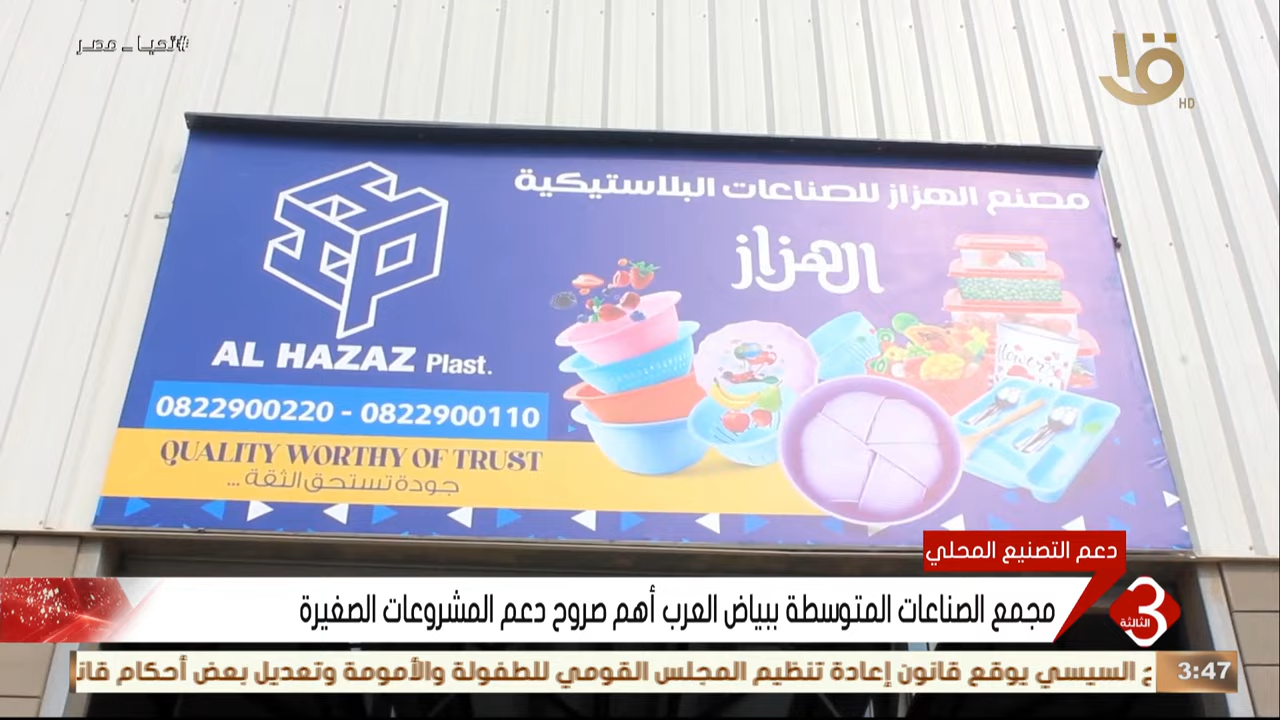 #تحيا_مصر
HD
مصنع الهزاز للصناعات البلاستيكية
الهزاز
AL HAZAZ Plast.
0822900220 - 0822900110
QUALITY WORTHY OF TRUST
جودة تستحق الثقة ...
دعم التصنيع المحلي
مجمع الصناعات المتوسطة ببياض العرب أهم صروح دعم المشروعات الصغيرة
3
الثالثة
السيسي يوقع قانون إعادة تنظيم المجلس القومي للطفولة والأمومة وتعديل بعض أحكام
3:47